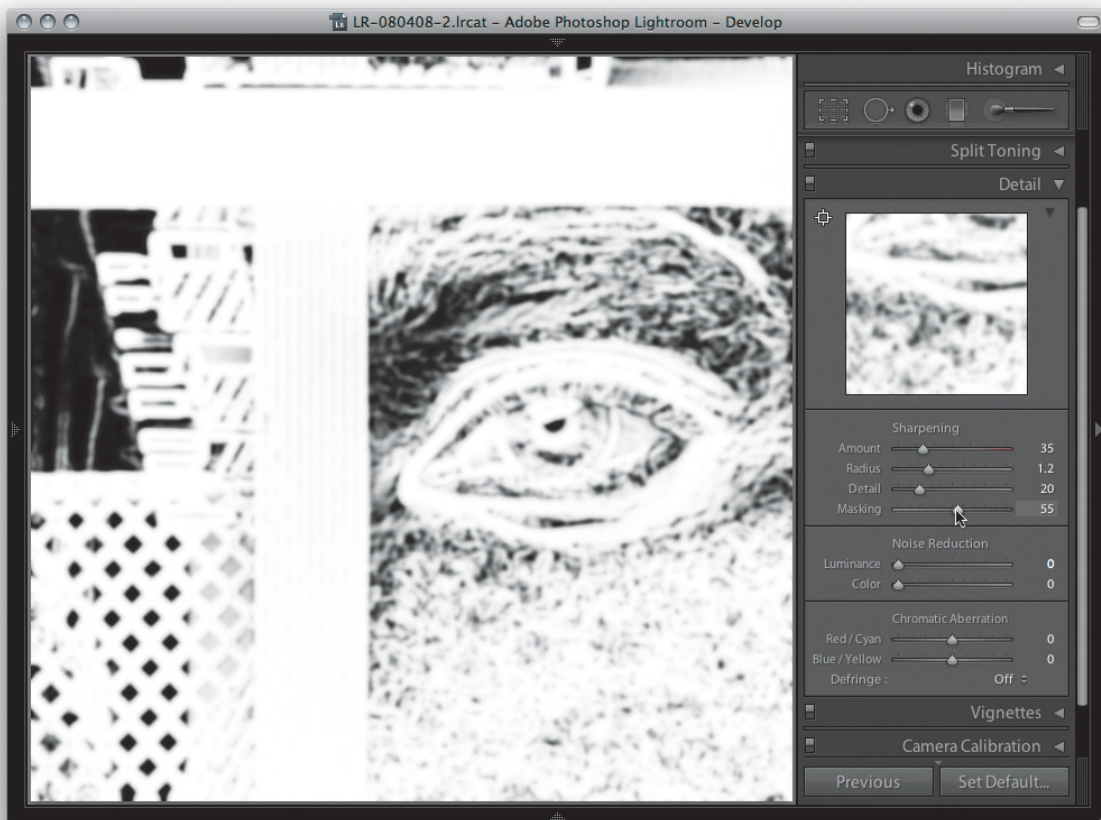 LR-080408-2.lrcat – Adobe Photoshop Lightroom – Develop
Histogram
Split Toning
Detail
Sharpening
Amount 35
Radius 1.2
Detail 20
Masking 55
Noise Reduction
Luminance 0
Color 0
Chromatic Aberration
Red / Cyan 0
Blue / Yellow 0
Defringe : Off
Vignettes
Camera Calibration
Previous Set Default...